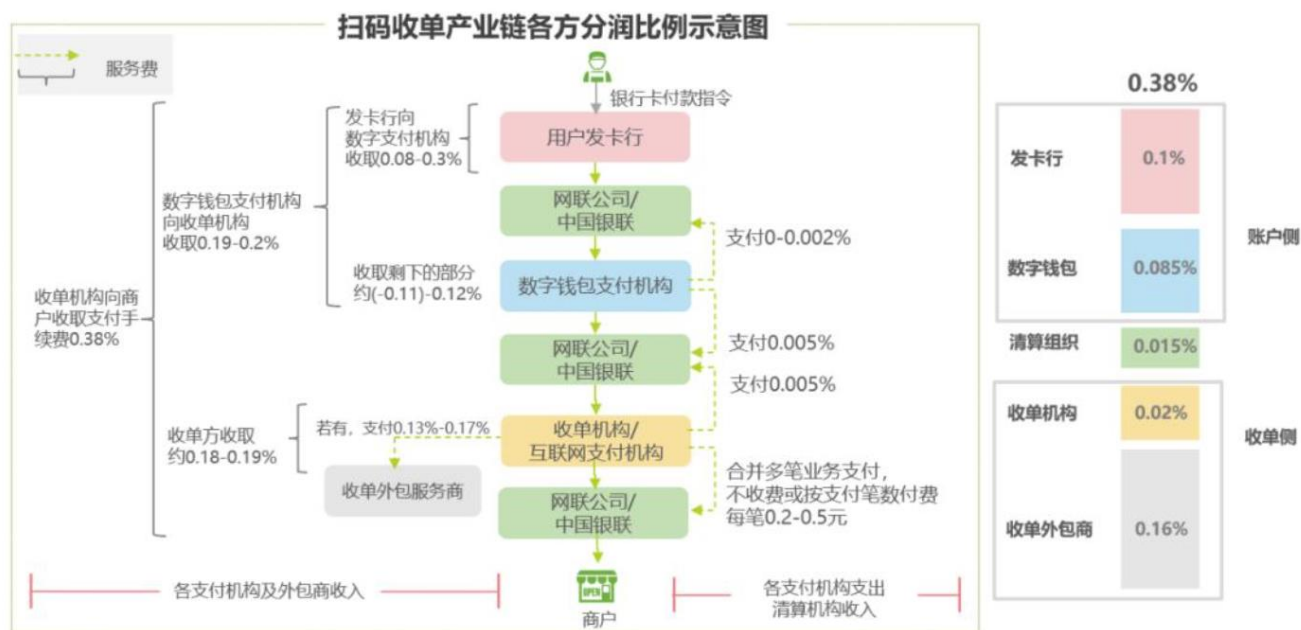 扫码收单产业链各方分润比例示意图
服务费
银行卡付款指令
发卡行向
数字支付机构
收取0.08-0.3%
用户发卡行
数字钱包支付机构
向收单机构
收取0.19-0.2%
网联公司/
中国银联
支付0-0.002%
收取剩下的部分
约(-0.11)-0.12%
数字钱包支付机构
收单机构向商
户收取支付手
续费0.38%
网联公司/
中国银联
支付0.005%
支付0.005%
收单方收取
约0.18-0.19%
若有，支付0.13%-0.17%
收单机构/
互联网支付机构
收单外包服务商
合并多笔业务支付，
不收费或按支付笔数付费
每笔0.2-0.5元
网联公司/
中国银联
各支付机构及外包商收入
OPEN
商户
各支付机构支出
清算机构收入
0.38%
发卡行
0.1%
账户侧
数字钱包
0.085%
清算组织
0.015%
收单机构
0.02%
收单侧
收单外包商
0.16%